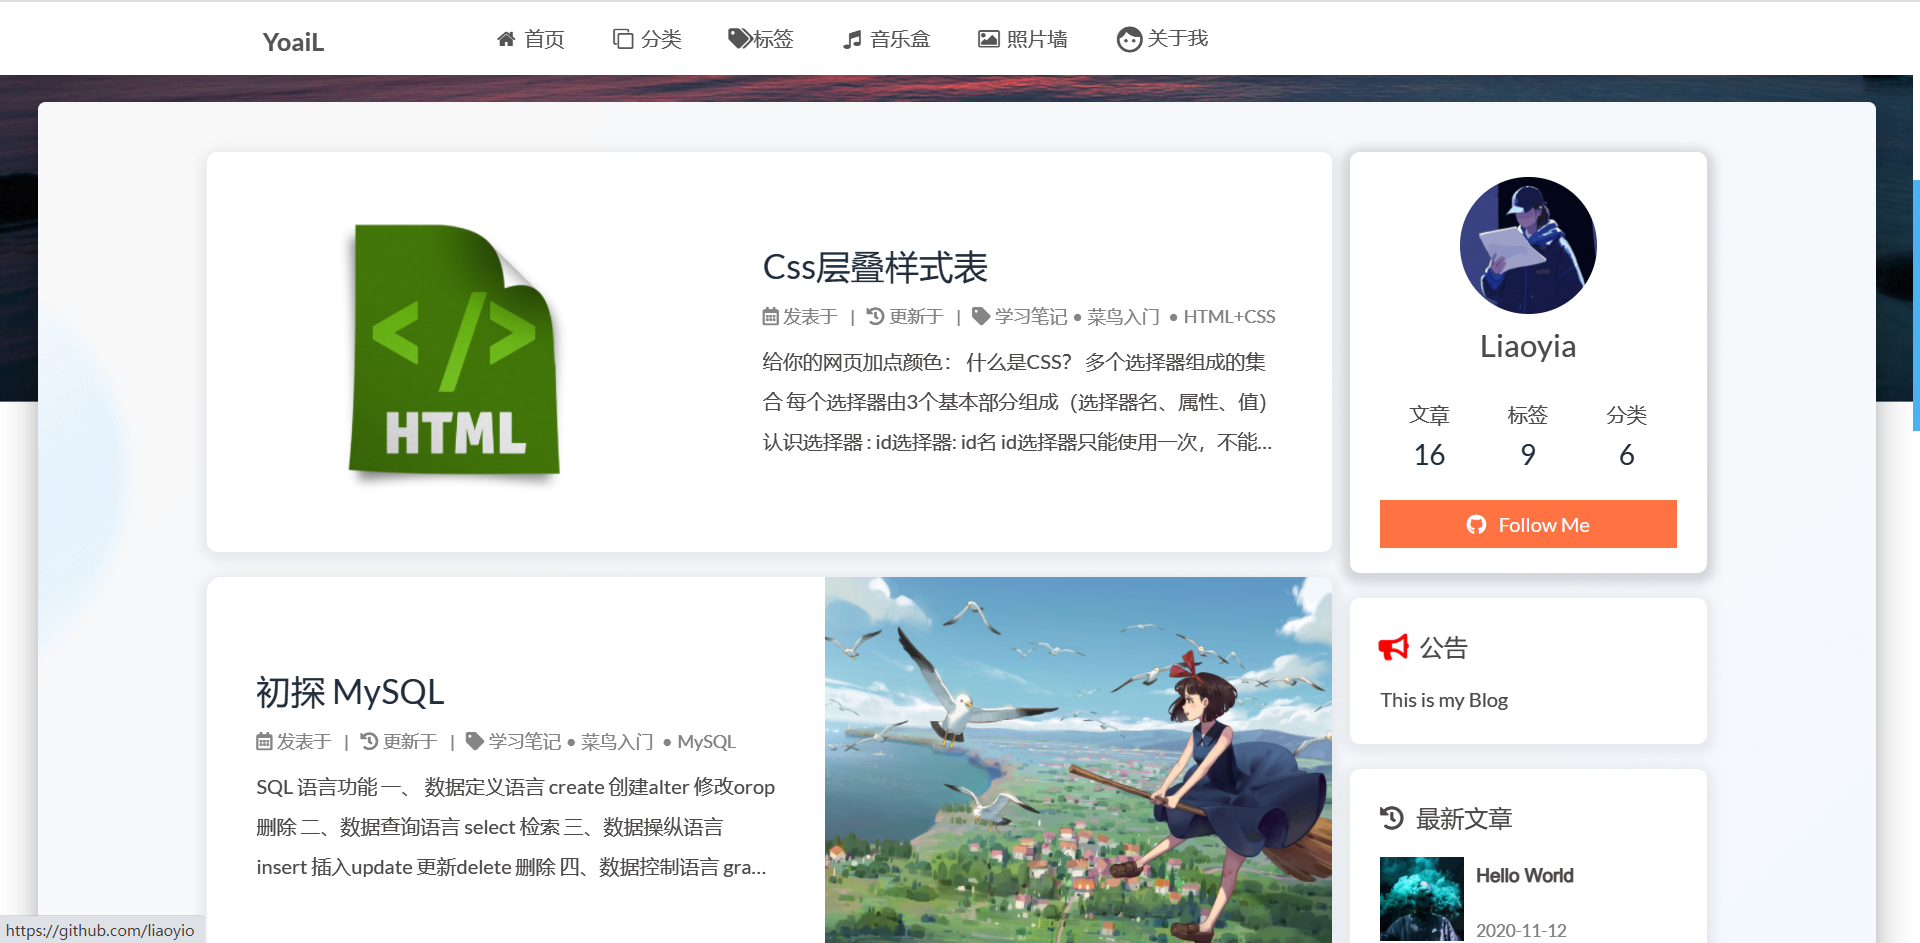 YoaiL
首页
分类
标签
音乐盒
照片墙
关于我
HTML
Css层叠样式表
发表于 | 更新于 | 学习笔记 • 菜鸟入门 • HTML+CSS
给你的网页加点颜色： 什么是CSS？ 多个选择器组成的集
合 每个选择器由3个基本部分组成（选择器名、属性、值）
认识选择器 : id选择器: id名 id选择器只能使用一次，不能...
初探 MySQL
发表于 | 更新于 | 学习笔记 • 菜鸟入门 • MySQL
SQL 语言功能 一、 数据定义语言 create 创建alter 修改orop
删除 二、数据查询语言 select 检索 三、数据操纵语言
insert 插入update 更新delete 删除 四、数据控制语言 gra...
Liaoyia
文章 标签 分类
16 9 6
Follow Me
公告
This is my Blog
最新文章
Hello World
2020-11-12
https://github.com/liaoyio